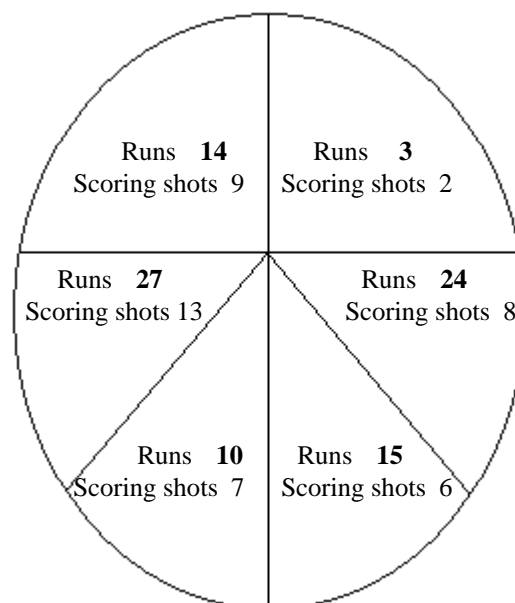 Runs 14
Scoring shots 9
Runs 3
Scoring shots 2
Runs 27
Scoring shots 13
Runs 24
Scoring shots 8
Runs 10
Scoring shots 7
Runs 15
Scoring shots 6